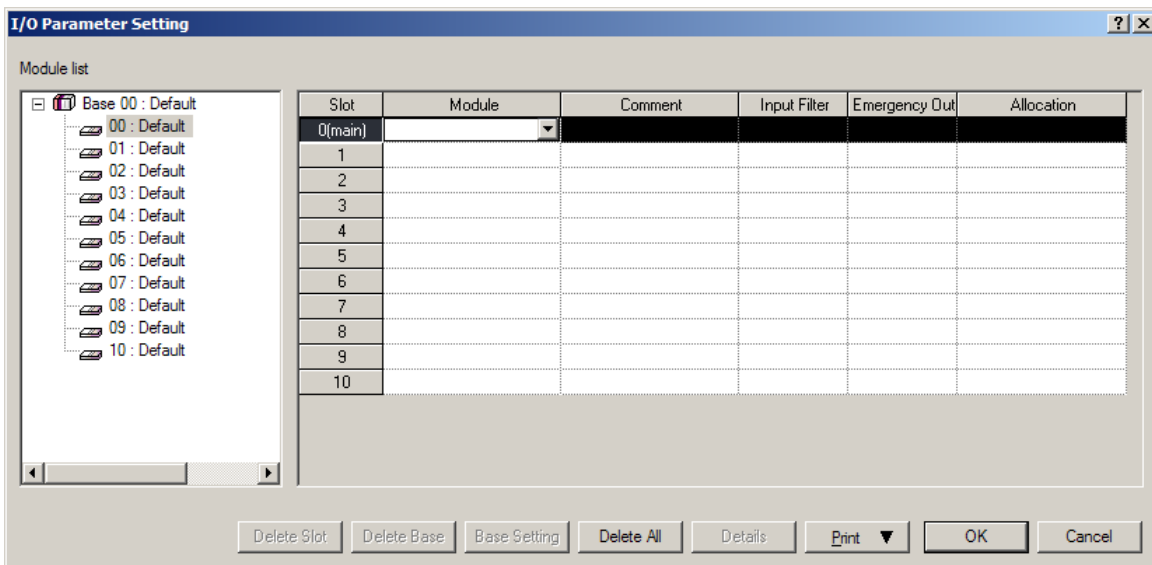 I/O Parameter Setting
Module list
Base 00 : Default
00 : Default
01 : Default
02 : Default
03 : Default
04 : Default
05 : Default
06 : Default
07 : Default
08 : Default
09 : Default
10 : Default
Slot Module Comment Input Filter Emergency Out Allocation
0(main)
1
2
3
4
5
6
7
8
9
10
Delete Slot Delete Base Base Setting Delete All Details Print ▼ OK Cancel